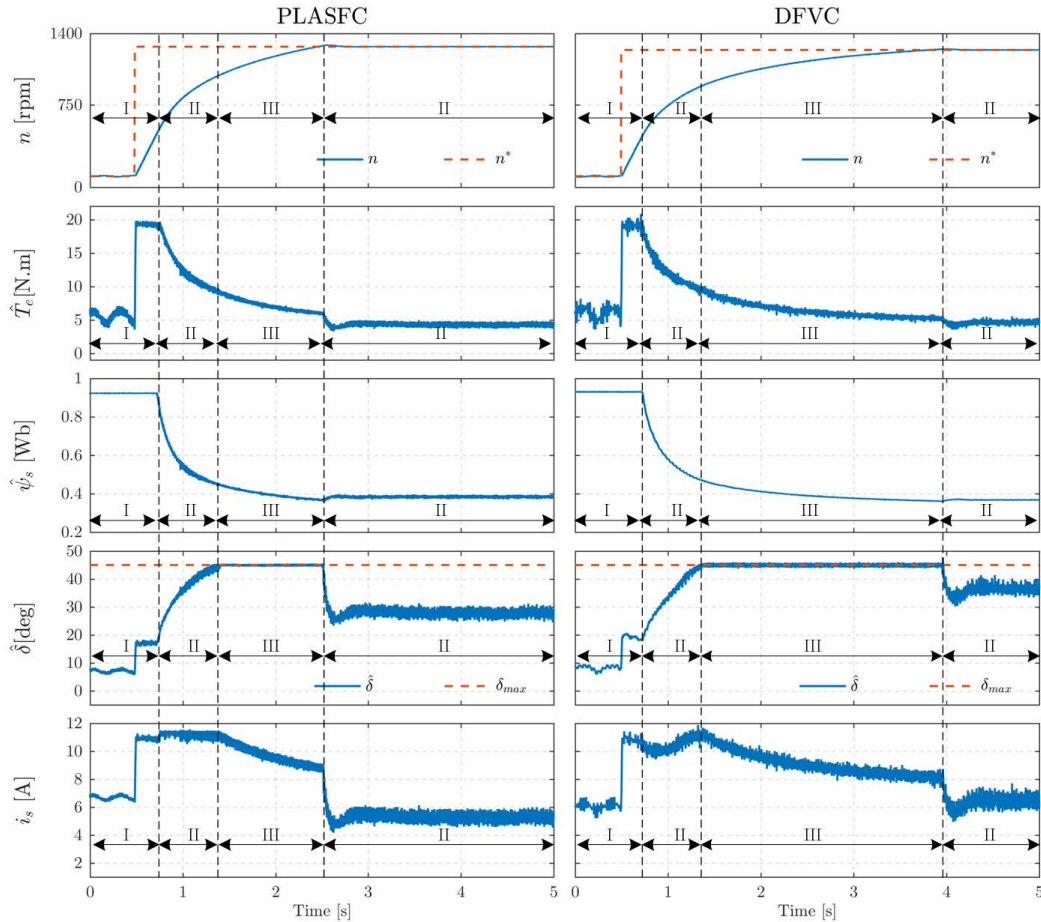 PLASFC
DFVC
n [rpm]
1400
750
0
I II III II
n n*
I II III II
n n*
T̂e[N.m]
20
15
10
5
0
I II III II
I II III II
ψ̂s [Wb]
1
0.8
0.6
0.4
0.2
I II III II
I II III II
δ̂[deg]
50
40
30
20
10
0
I II III II
δ̂ δmax
I II III II
δ̂ δmax
is [A]
12
10
8
6
4
2
I II III II
I II III II
0 1 2 3 4 5
0 1 2 3 4 5
Time [s]
Time [s]